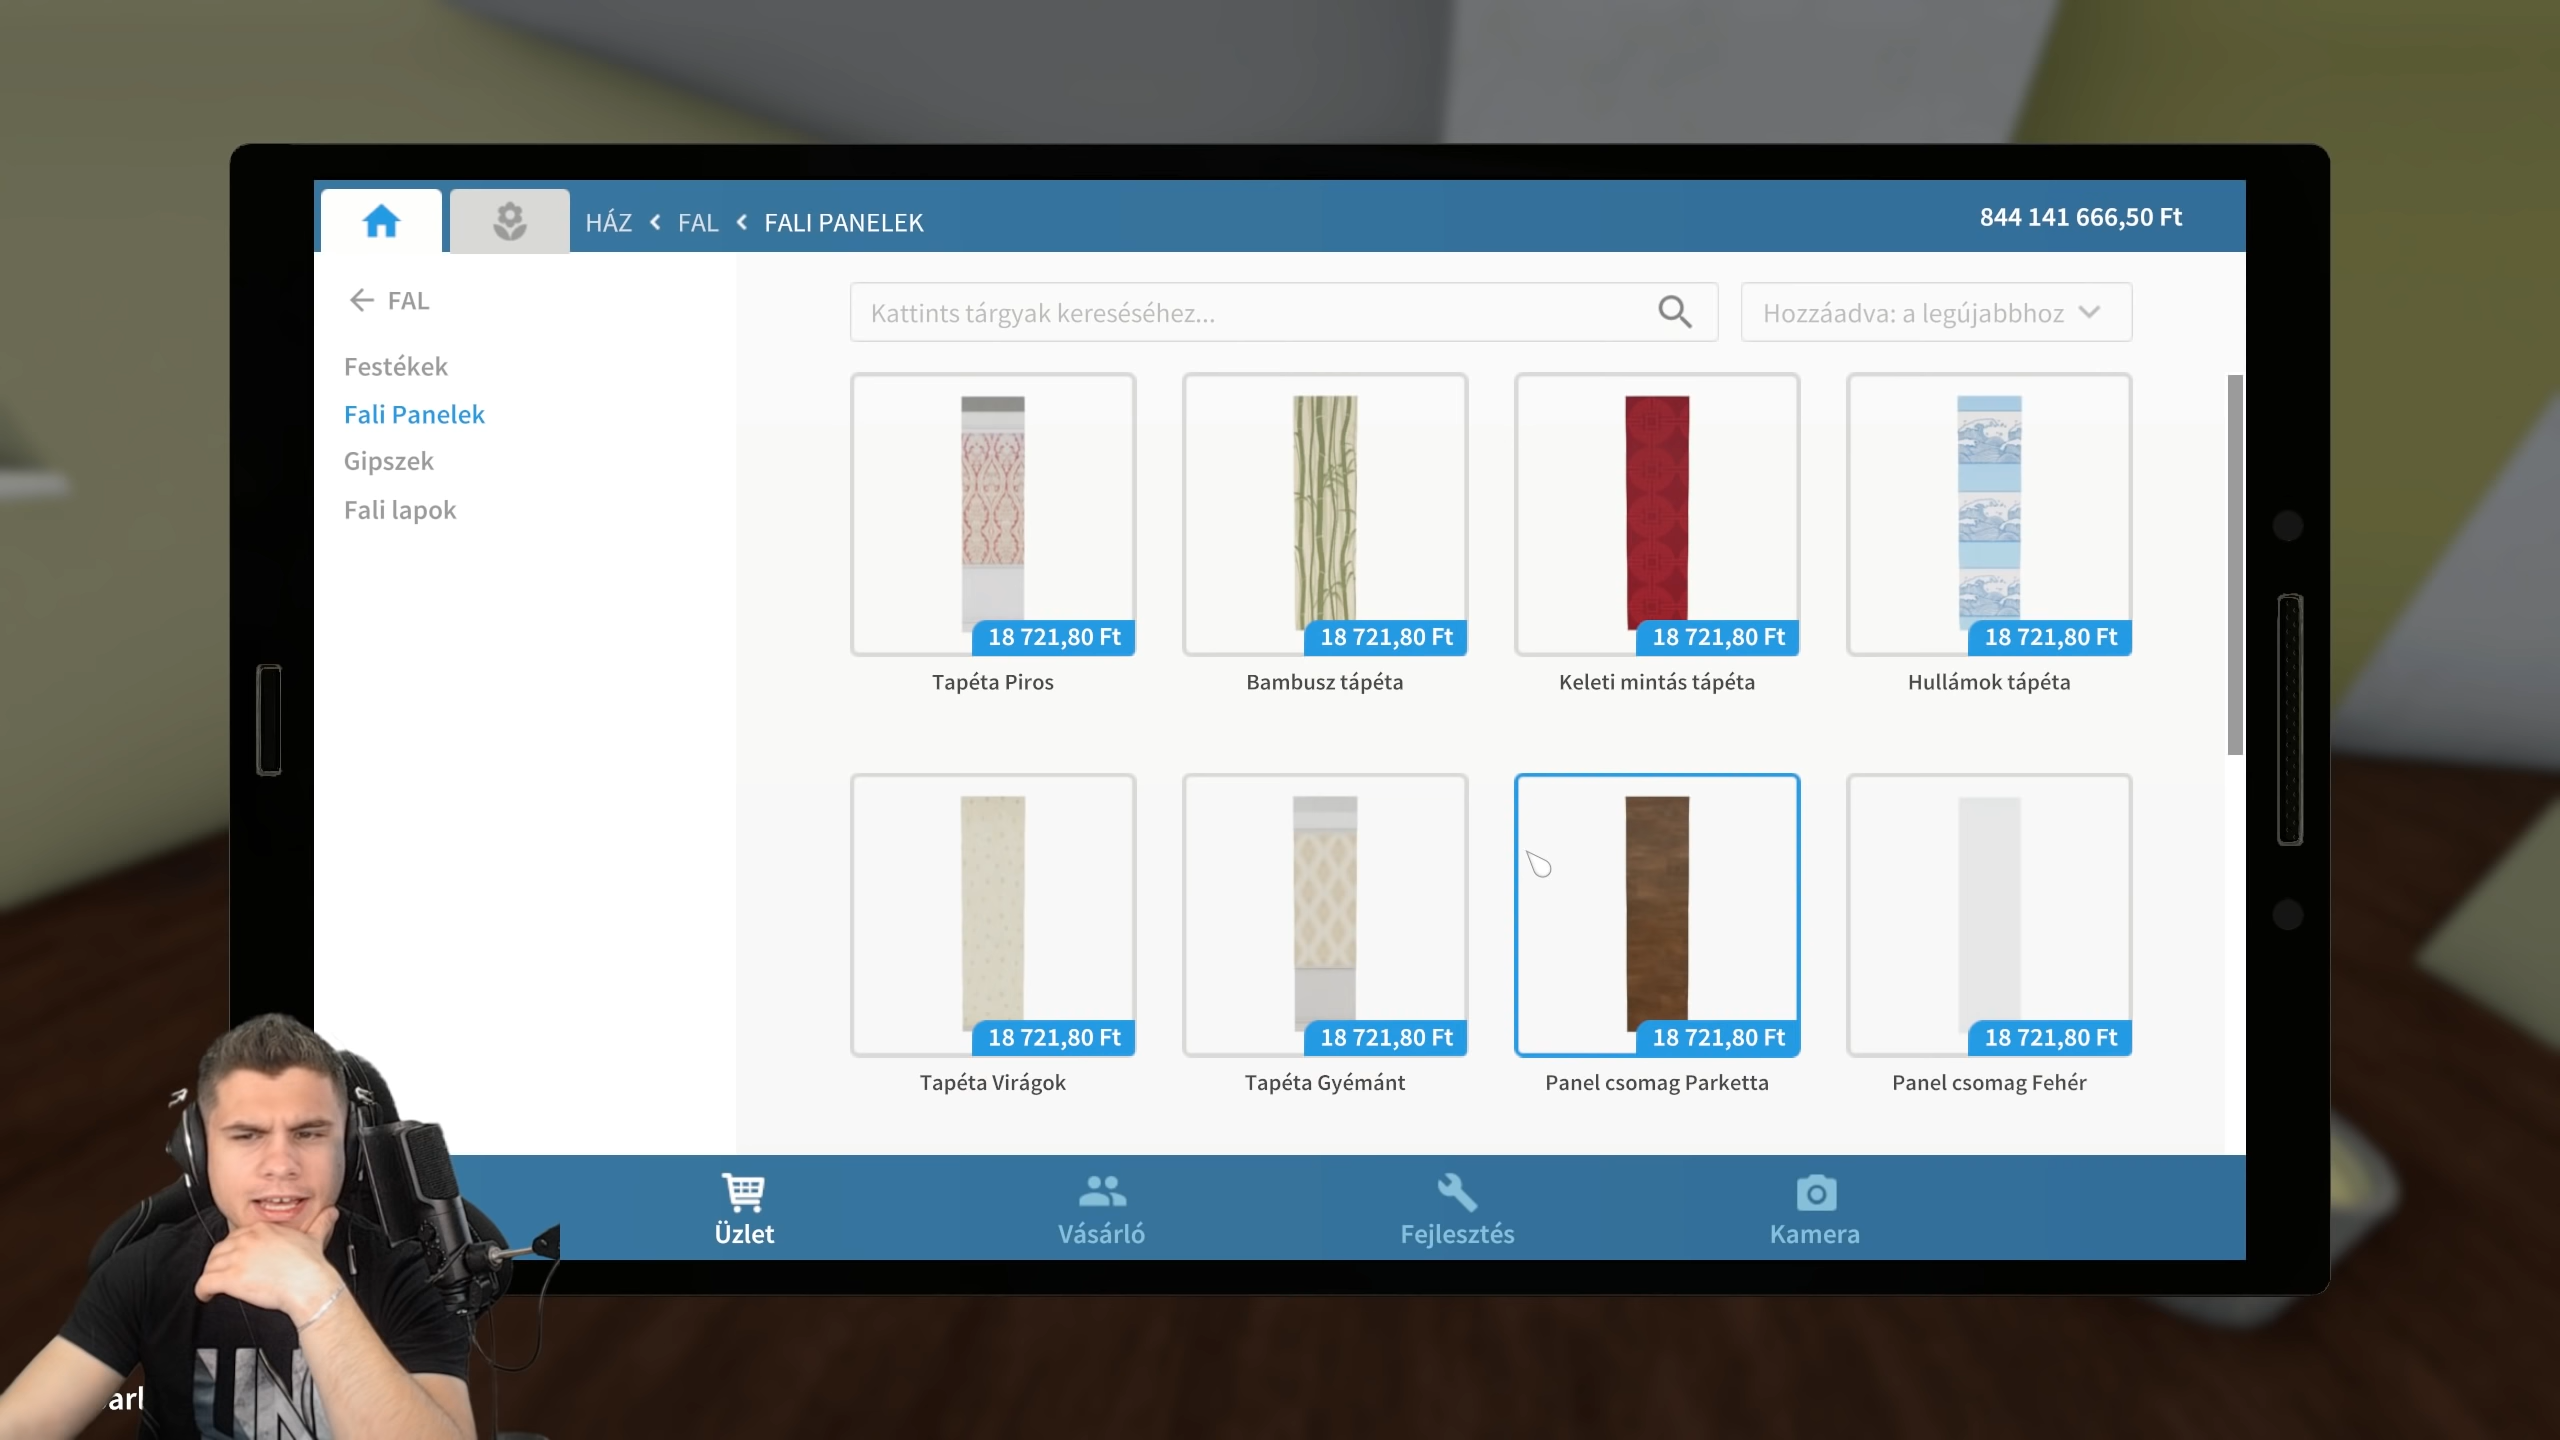 HÁZ < FAL < FALI PANELEK
844 141 666,50 Ft
FAL
Festékek
Fali Panelek
Gipszek
Fali lapok
Kattints tárgyak kereséséhez...
Hozzáadva: a legújabbhoz
18 721,80 Ft
18 721,80 Ft
18 721,80 Ft
18 721,80 Ft
Tapéta Piros
Bambusz tápéta
Keleti mintás tápéta
Hullámok tápéta
18 721,80 Ft
18 721,80 Ft
18 721,80 Ft
18 721,80 Ft
Tapéta Virágok
Tapéta Gyémánt
Panel csomag Parketta
Panel csomag Fehér
Üzlet
Vásárló
Fejlesztés
Kamera